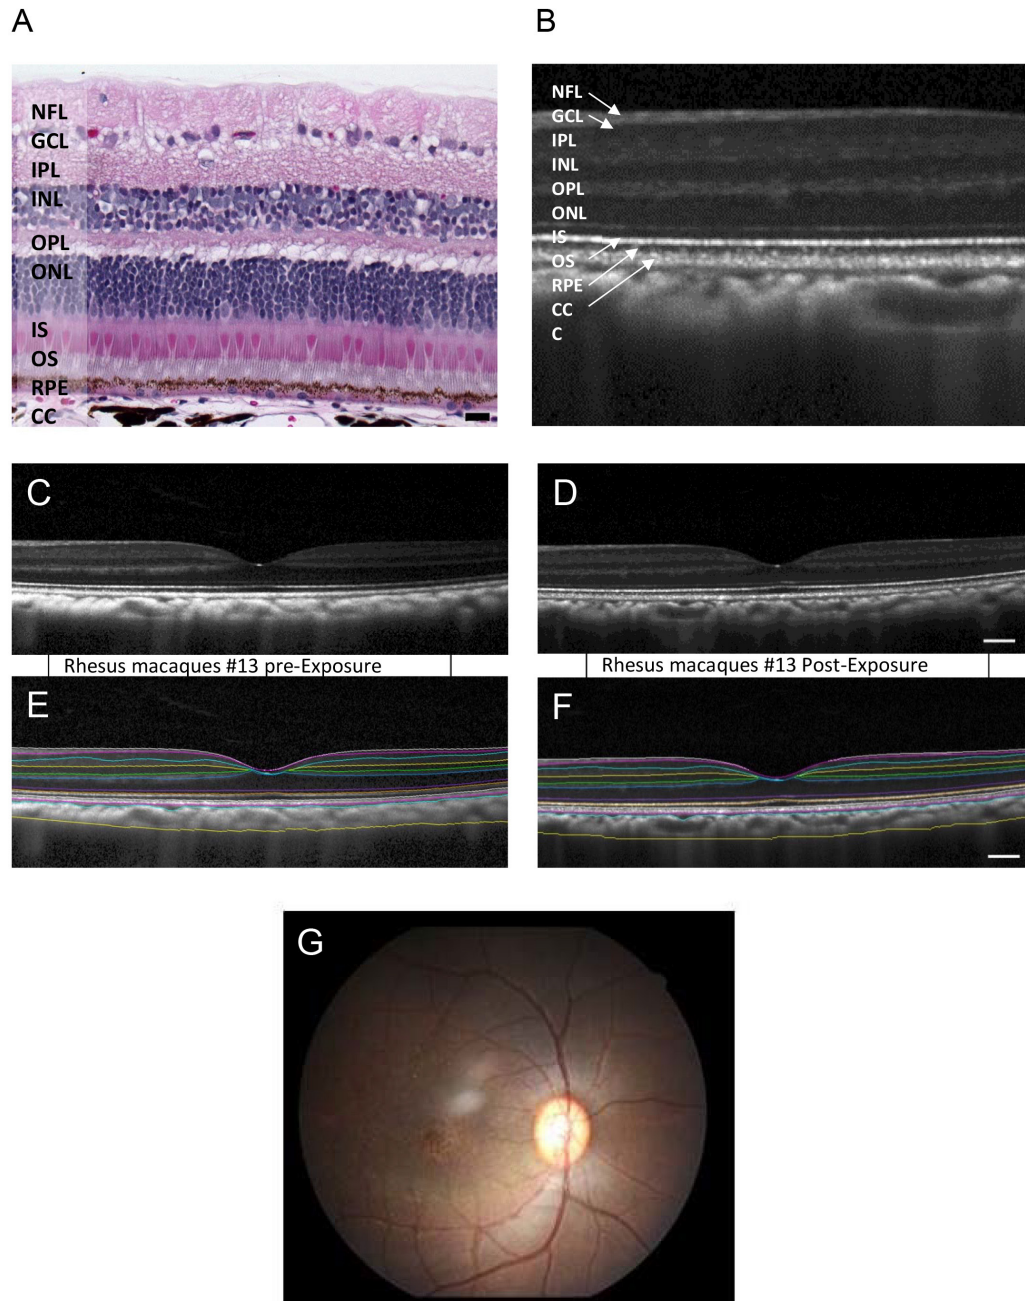 A
B
NFL
GCL
IPL
INL
OPL
ONL
IS
OS
RPE
CC
NFL
GCL
IPL
INL
OPL
ONL
IS
OS
RPE
CC
C
C
D
Rhesus macaques #13 pre-Exposure
Rhesus macaques #13 Post-Exposure
E
F
G